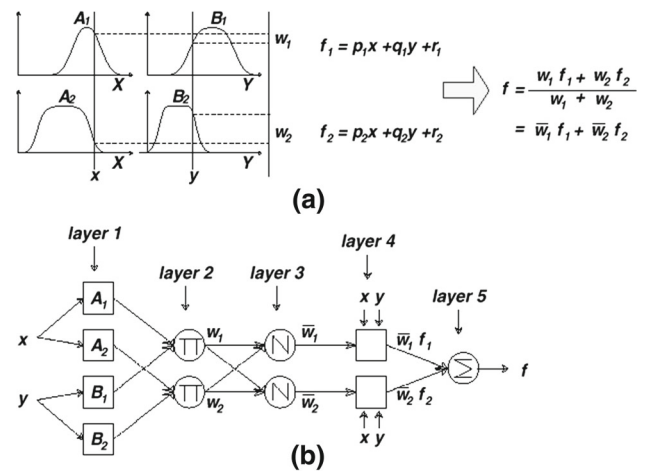 A₁ B₁
w₁
X Y
f₁ = p₁x +q₁y +r₁
A₂ B₂
w₂
X Y
f₂ = p₂x +q₂y +r₂
x y
f = w₁ f₁ + w₂ f₂ / w₁ + w₂
= w̅₁ f₁ + w̅₂ f₂
(a)
layer 1
layer 2
layer 3
layer 4
layer 5
x
y
A₁
A₂
B₁
B₂
∏ w₁
∏ w₂
N w̅₁
N w̅₂
x y
x y
w̅₁ f₁
w̅₂ f₂
Σ
f
(b)